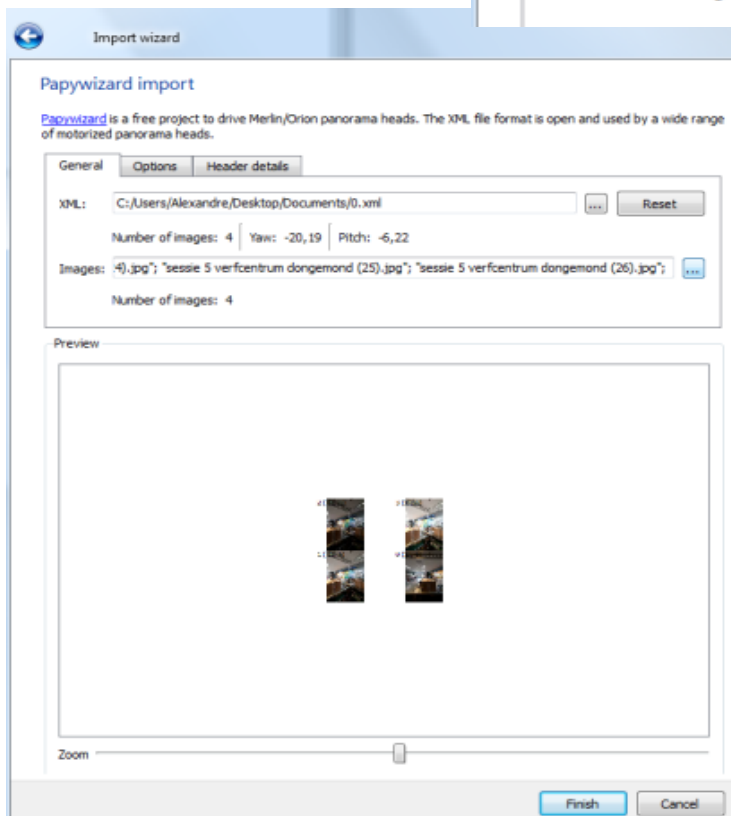 Import wizard
Papywizard import
Papywizard is a free project to drive Merlin/Orion panorama heads. The XML file format is open and used by a wide range
of motorized panorama heads.
General Options Header details
XML: C:/Users/Alexandre/Desktop/Documents/0.xml ... Reset
Number of images: 4 Yaw: -20,19 Pitch: -6,22
Images: 4).jpg"; "sessie 5 verfcentrum dongemond (25).jpg"; "sessie 5 verfcentrum dongemond (26).jpg"; ...
Number of images: 4
Preview
Zoom
Finish Cancel